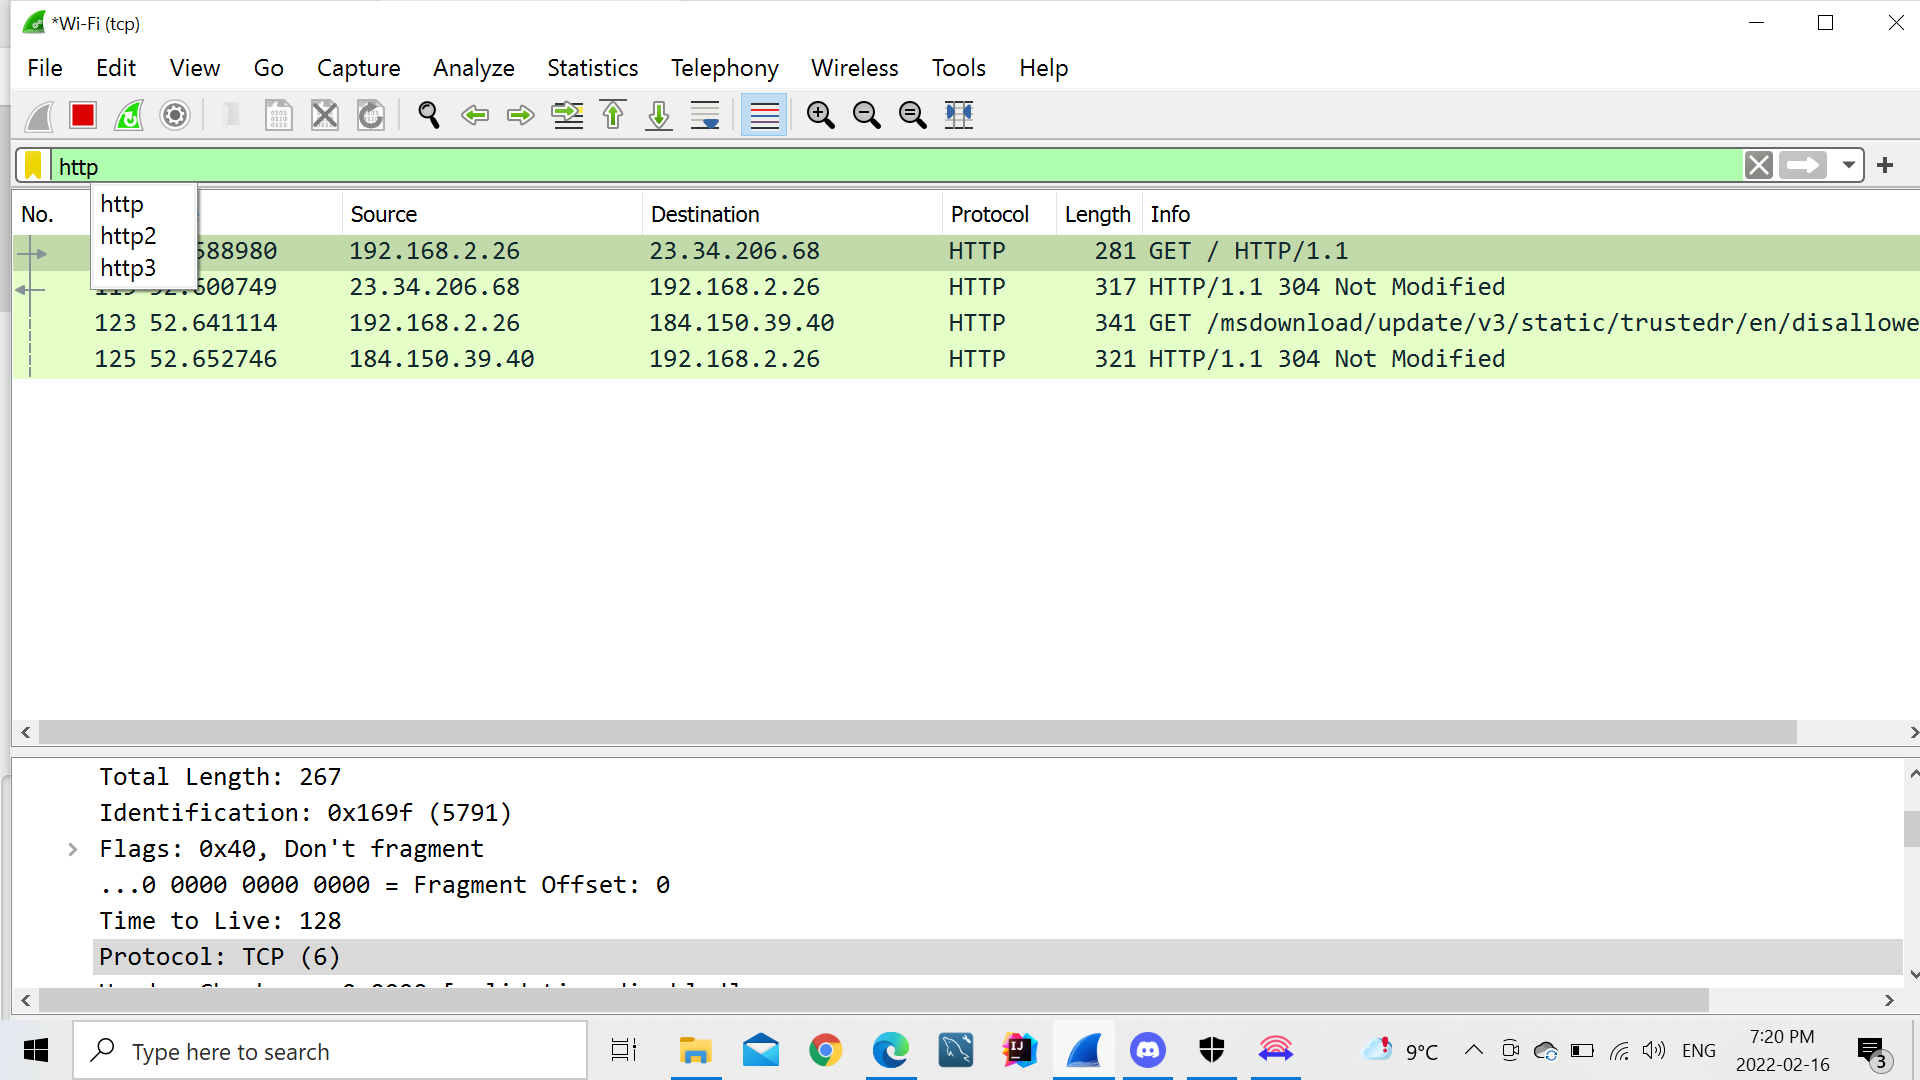 *Wi-Fi (tcp)
File Edit View Go Capture Analyze Statistics Telephony Wireless Tools Help
http
http
http2
http3
No. Source Destination Protocol Length Info
588980 192.168.2.26 23.34.206.68 HTTP 281 GET / HTTP/1.1
600749 23.34.206.68 192.168.2.26 HTTP 317 HTTP/1.1 304 Not Modified
123 52.641114 192.168.2.26 184.150.39.40 HTTP 341 GET /msdownload/update/v3/static/trustedr/en/disallowe
125 52.652746 184.150.39.40 192.168.2.26 HTTP 321 HTTP/1.1 304 Not Modified
Total Length: 267
Identification: 0x169f (5791)
Flags: 0x40, Don't fragment
...0 0000 0000 0000 = Fragment Offset: 0
Time to Live: 128
Protocol: TCP (6)
Type here to search
IJ
9°C
ENG
7:20 PM
2022-02-16
3